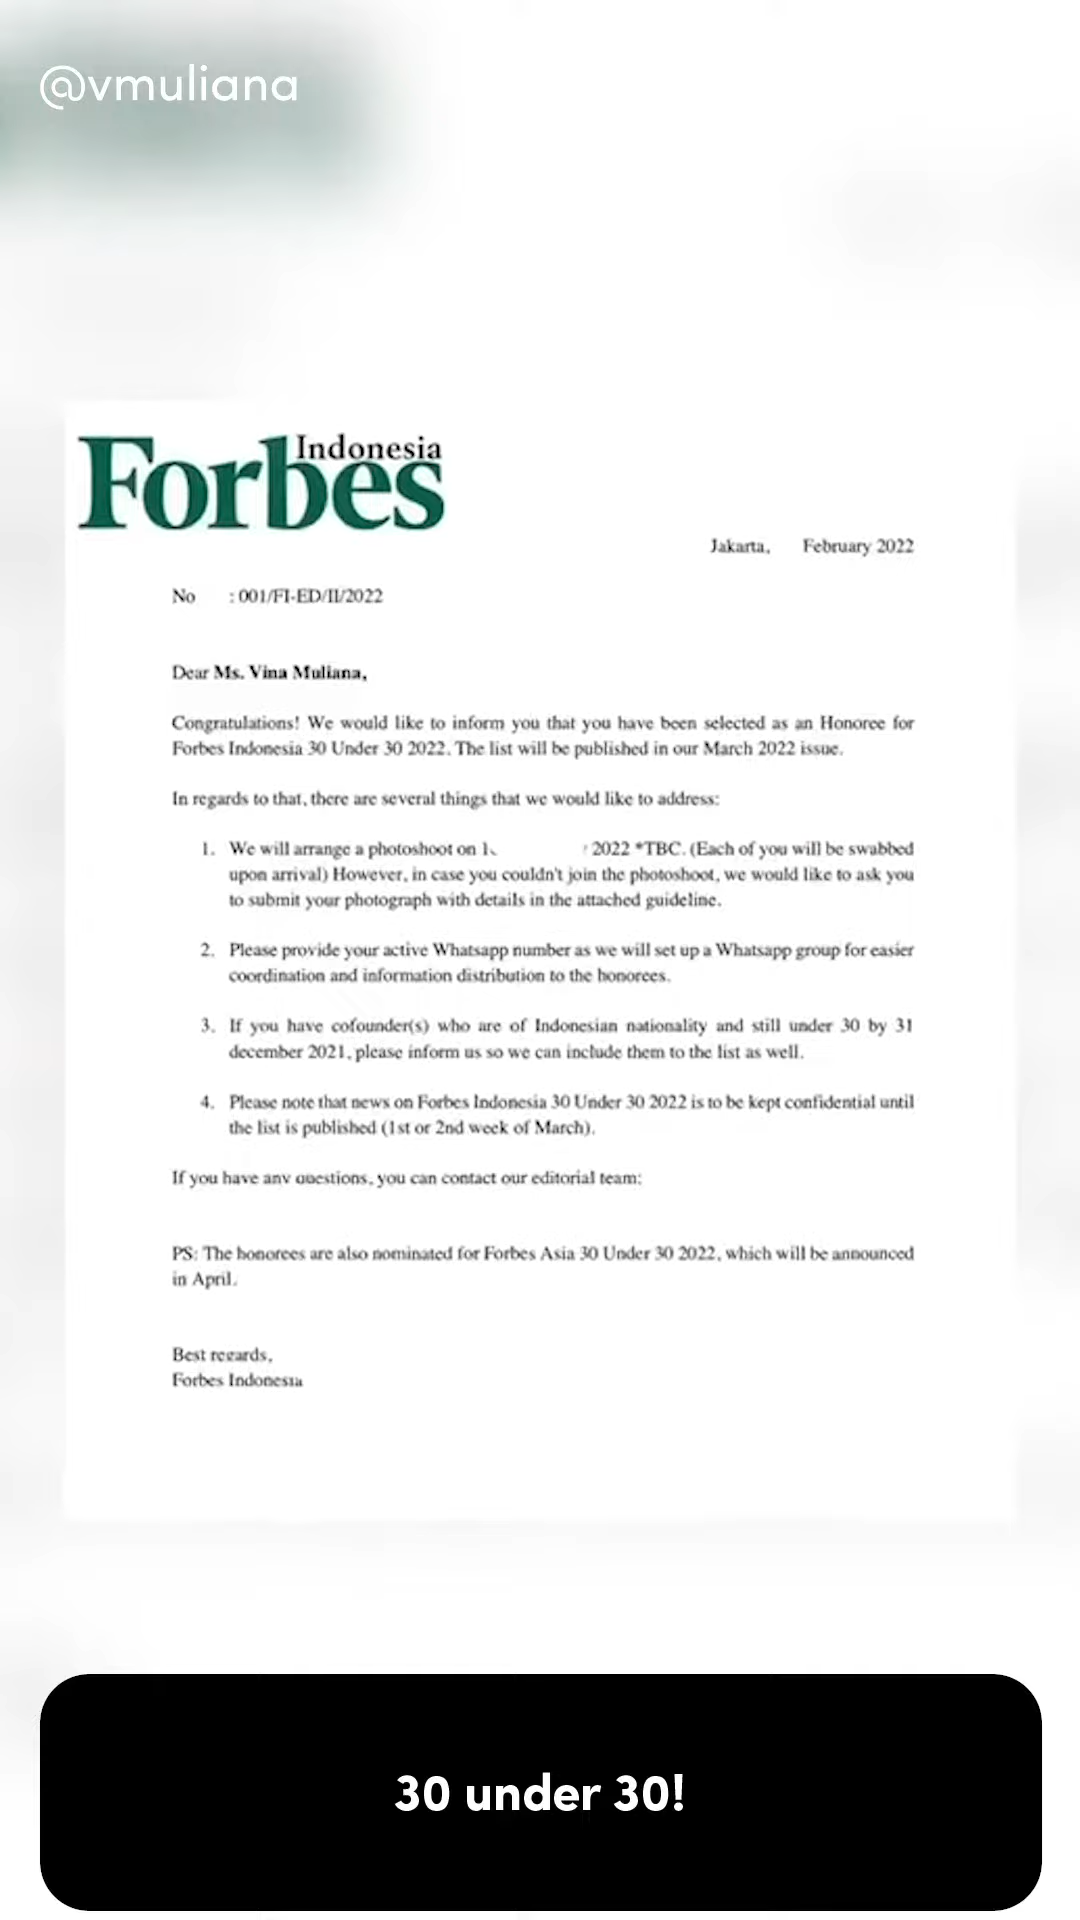 @vmuliana
Forbes
Indonesia
Jakarta, February 2022
No : 001/FI-ED/II/2022
Dear Ms. Vina Muliana,
Congratulations! We would like to inform you that you have been selected as an Honoree for
Forbes Indonesia 30 Under 30 2022. The list will be published in our March 2022 issue.
In regards to that, there are several things that we would like to address:
1. We will arrange a photoshoot on 2022 *TBC. (Each of you will be swabbed
upon arrival) However, in case you couldn't join the photoshoot, we would like to ask you
to submit your photograph with details in the attached guideline.
2. Please provide your active Whatsapp number as we will set up a Whatsapp group for easier
coordination and information distribution to the honorees.
3. If you have cofounder(s) who are of Indonesian nationality and still under 30 by 31
december 2021, please inform us so we can include them to the list as well.
4. Please note that news on Forbes Indonesia 30 Under 30 2022 is to be kept confidential until
the list is published (1st or 2nd week of March).
If you have any questions, you can contact our editorial team:
PS: The honorees are also nominated for Forbes Asia 30 Under 30 2022, which will be announced
in April.
Best regards,
Forbes Indonesia
30 under 30!